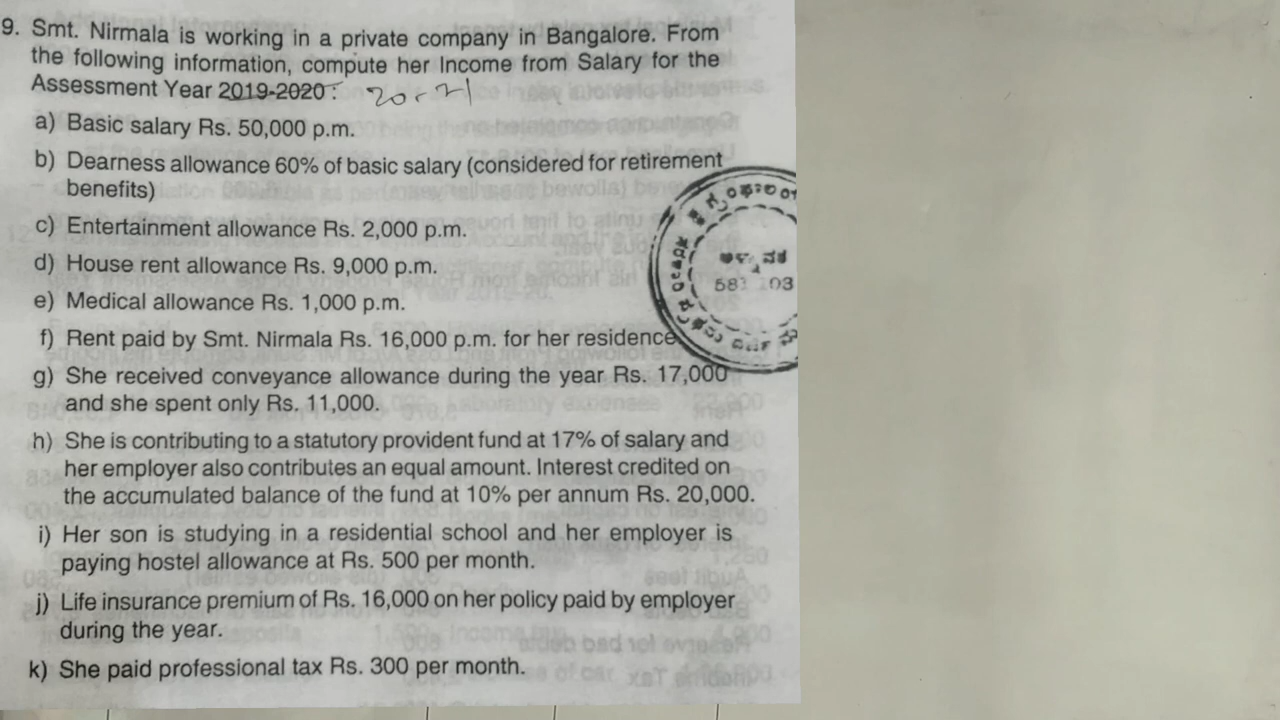 9. Smt. Nirmala is working in a private company in Bangalore. From
the following information, compute her Income from Salary for the
Assessment Year 2019-2020 : 20-21
a) Basic salary Rs. 50,000 p.m.
b) Dearness allowance 60% of basic salary (considered for retirement
benefits)
c) Entertainment allowance Rs. 2,000 p.m.
d) House rent allowance Rs. 9,000 p.m.
e) Medical allowance Rs. 1,000 p.m.
f) Rent paid by Smt. Nirmala Rs. 16,000 p.m. for her residence
g) She received conveyance allowance during the year Rs. 17,000
and she spent only Rs. 11,000.
h) She is contributing to a statutory provident fund at 17% of salary and
her employer also contributes an equal amount. Interest credited on
the accumulated balance of the fund at 10% per annum Rs. 20,000.
i) Her son is studying in a residential school and her employer is
paying hostel allowance at Rs. 500 per month.
j) Life insurance premium of Rs. 16,000 on her policy paid by employer
during the year.
k) She paid professional tax Rs. 300 per month.